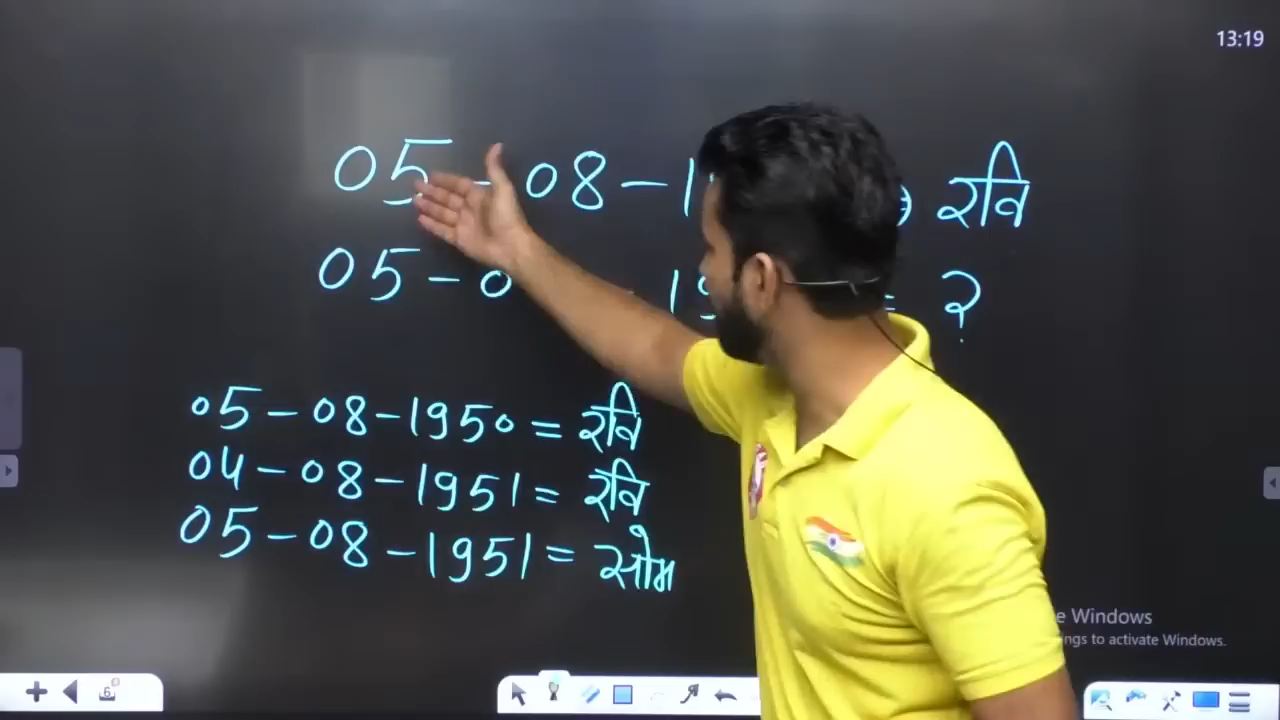 13:19
05 - 08 - 1 रवि
05 - 0 19 = ?
05 - 08 - 1950 = रवि
04 - 08 - 1951 = रवि
05 - 08 - 1951 = सोम
Windows
ngs to activate Windows.